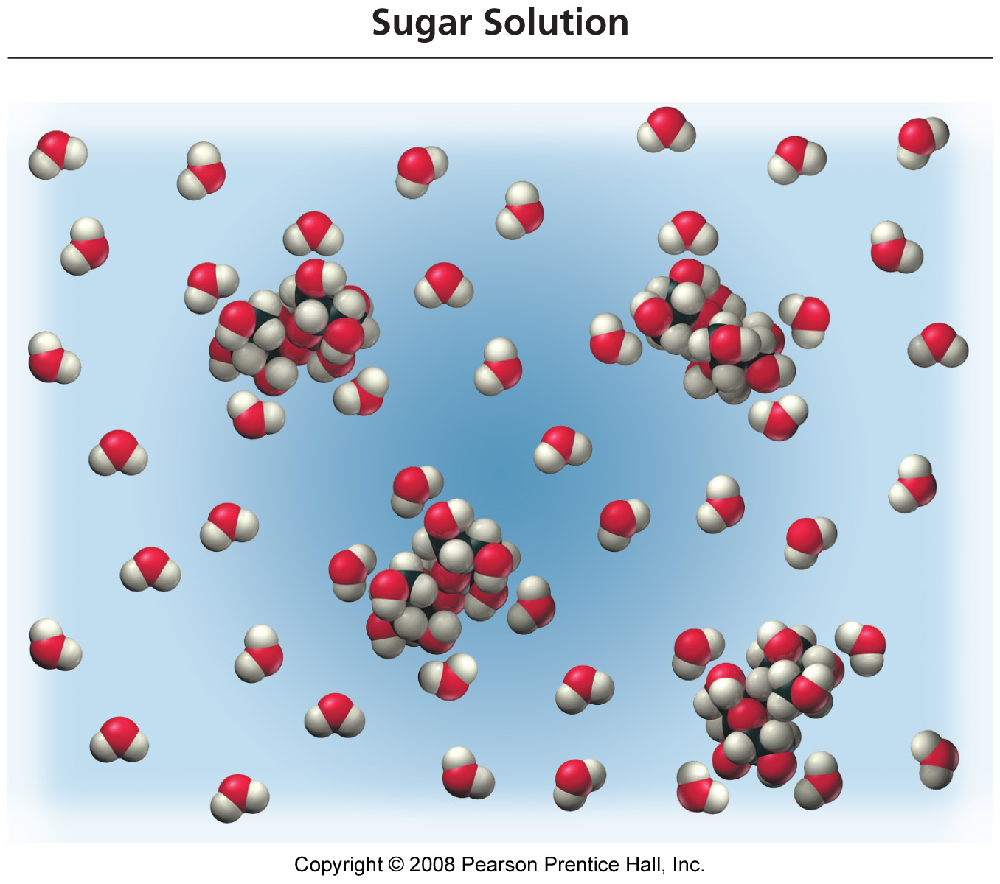 Sugar Solution
Copyright © 2008 Pearson Prentice Hall, Inc.